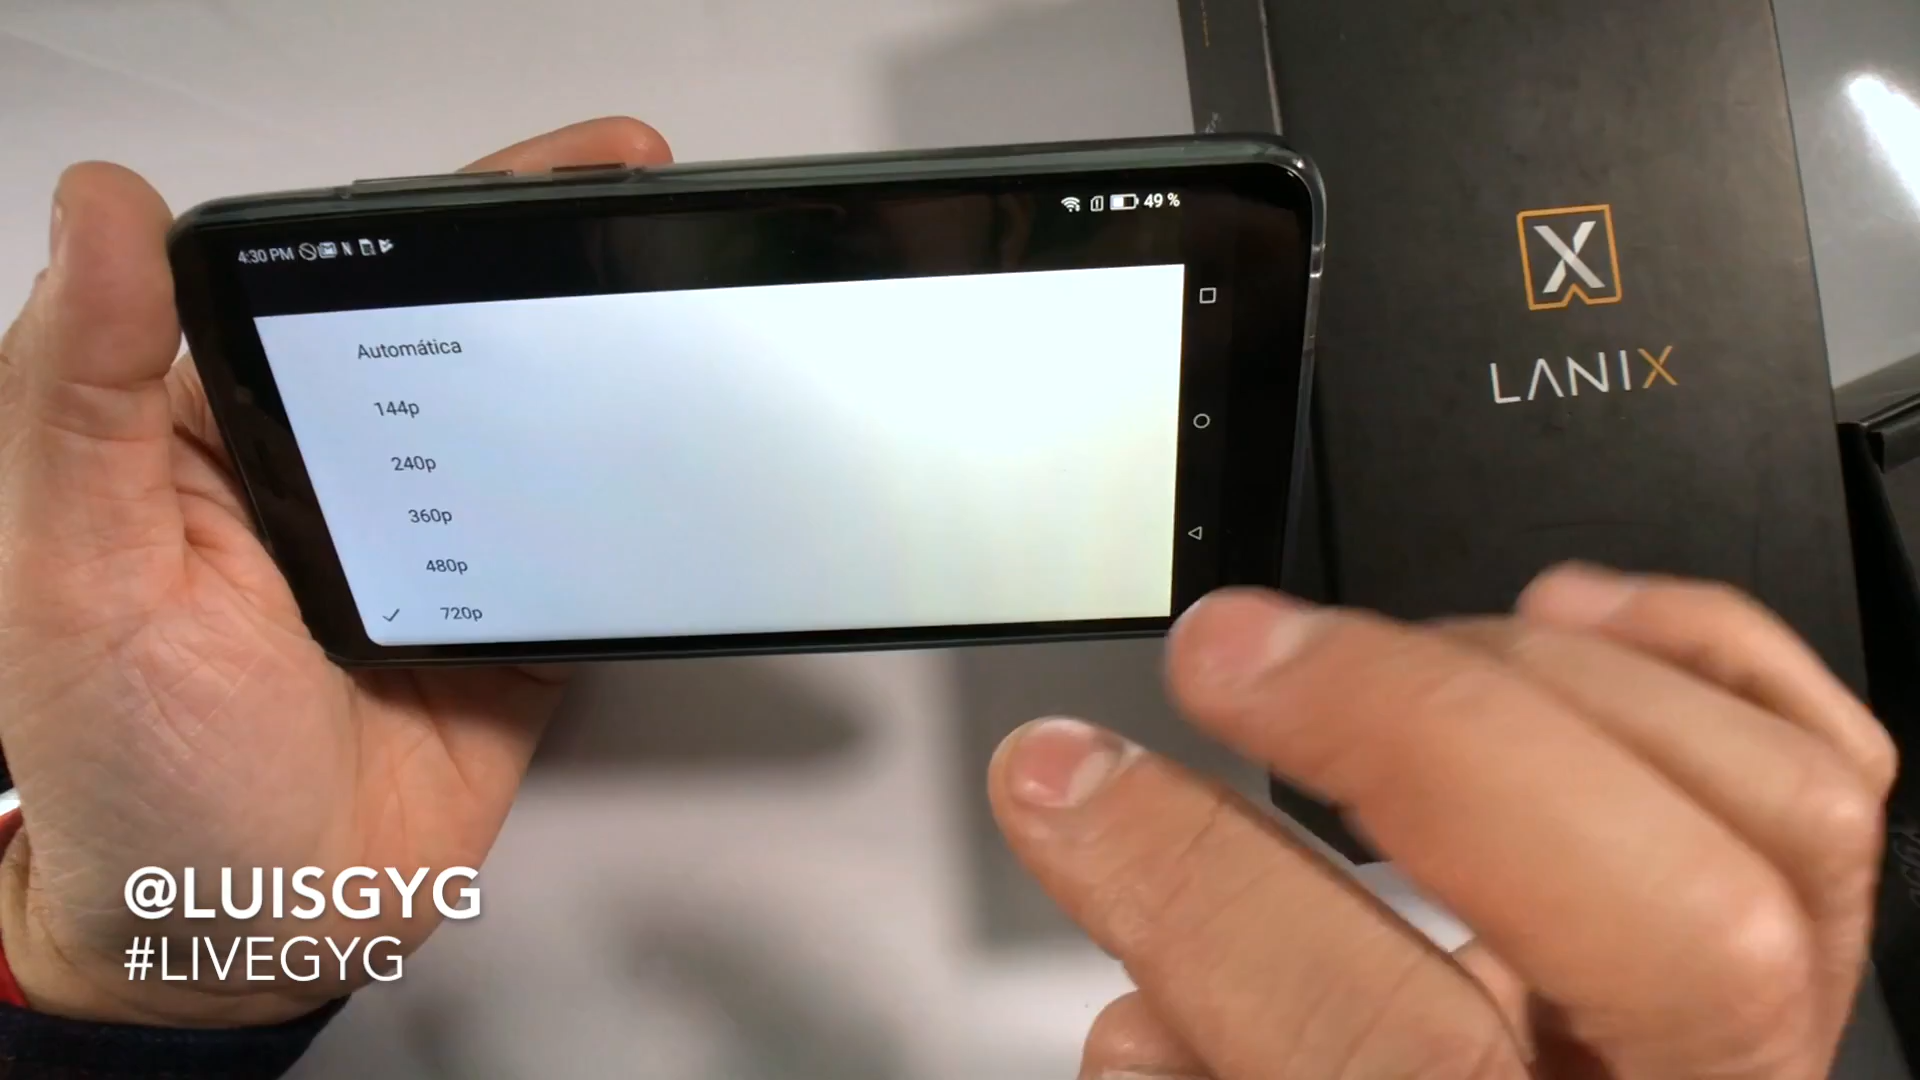 4:30 PM
49 %
Automática
144p
240p
360p
480p
720p
X
LANIX
@LUISGYG
#LIVEGYG